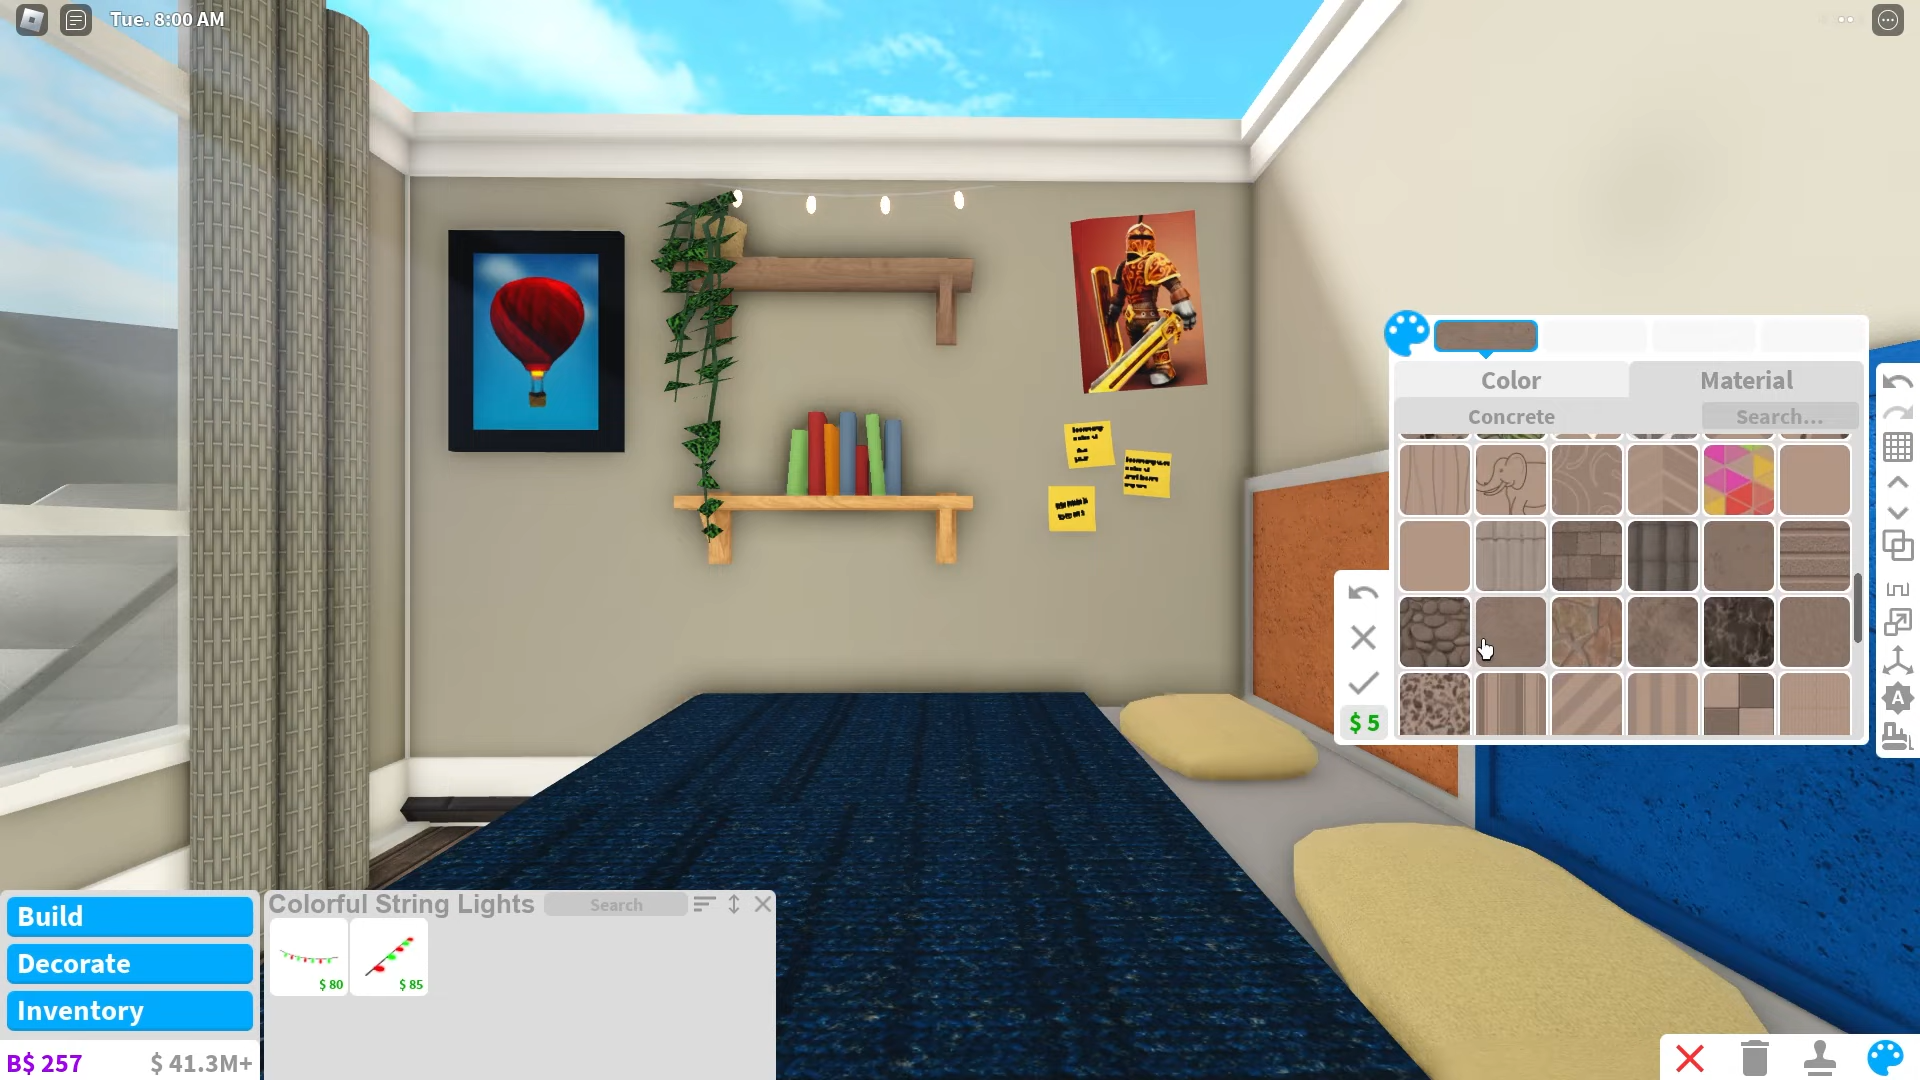 Tue. 8:00 AM
Color
Material
Concrete
Search...
$ 5
A
Build
Decorate
Inventory
B$ 257
$ 41.3M+
Colorful String Lights
Search
$ 80
$ 85